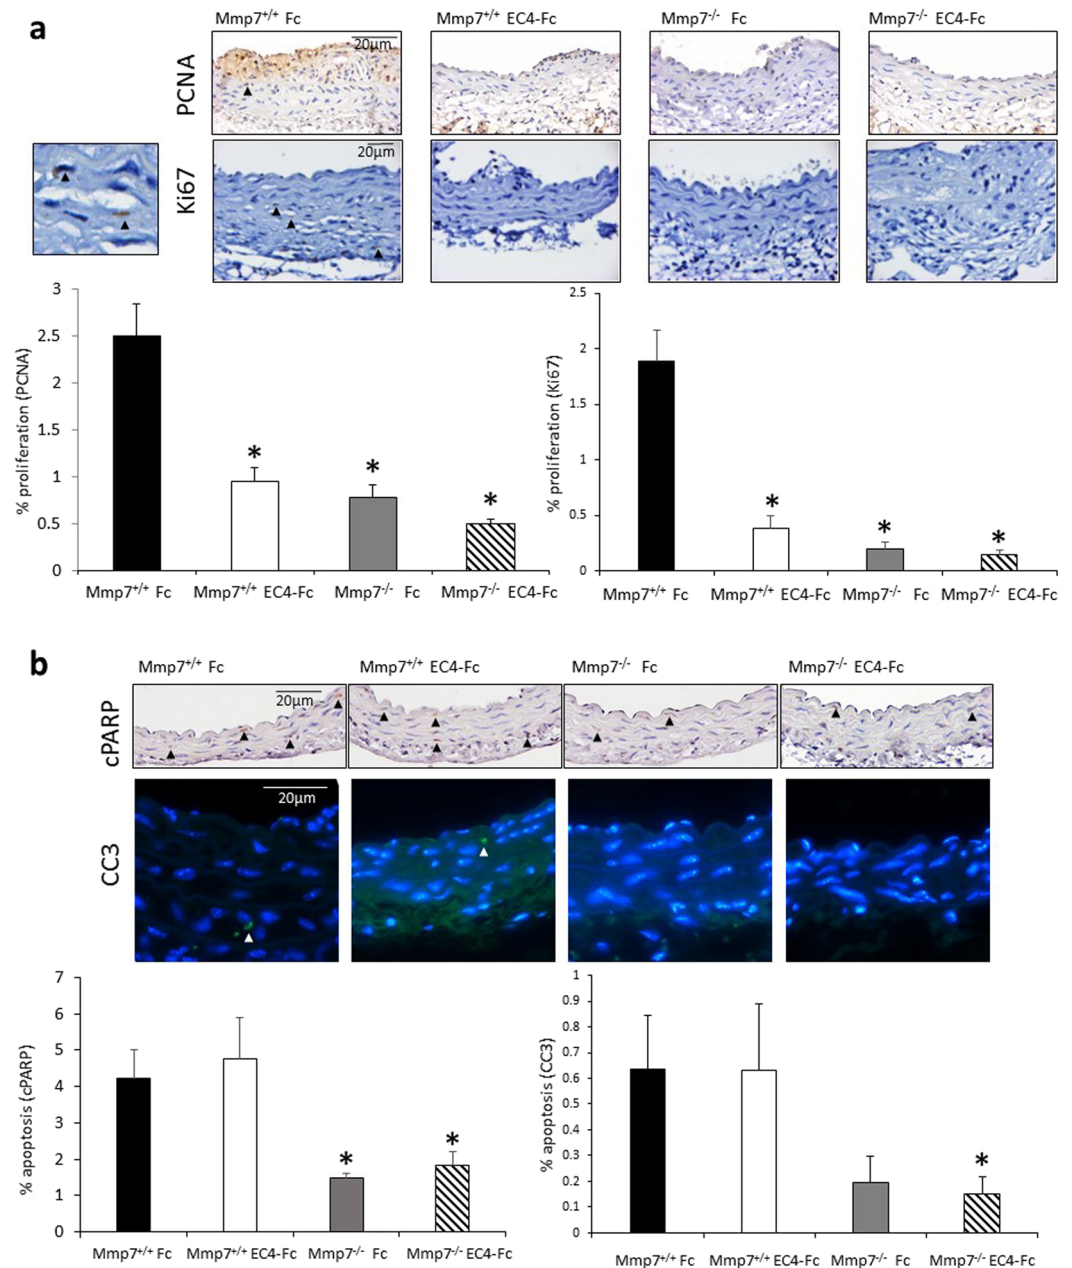 a
Mmp7+/+ Fc
Mmp7+/+ EC4-Fc
Mmp7-/- Fc
Mmp7-/- EC4-Fc
PCNA
20μm
Ki67
20μm
% proliferation (PCNA)
3
2.5
2
1.5
1
0.5
0
*
*
*
Mmp7+/+ Fc
Mmp7+/+ EC4-Fc
Mmp7-/- Fc
Mmp7-/- EC4-Fc
% proliferation (Ki67)
2.5
2
1.5
1
0.5
0
*
*
*
Mmp7+/+ Fc
Mmp7+/+ EC4-Fc
Mmp7-/- Fc
Mmp7-/- EC4-Fc
b
Mmp7+/+ Fc
Mmp7+/+ EC4-Fc
Mmp7-/- Fc
Mmp7-/- EC4-Fc
cPARP
20μm
CC3
20μm
% apoptosis (cPARP)
7
6
5
4
3
2
1
0
*
*
Mmp7+/+ Fc
Mmp7+/+ EC4-Fc
Mmp7-/- Fc
Mmp7-/- EC4-Fc
% apoptosis (CC3)
1
0.9
0.8
0.7
0.6
0.5
0.4
0.3
0.2
0.1
0
*
Mmp7+/+ Fc
Mmp7+/+ EC4-Fc
Mmp7-/- Fc
Mmp7-/- EC4-Fc